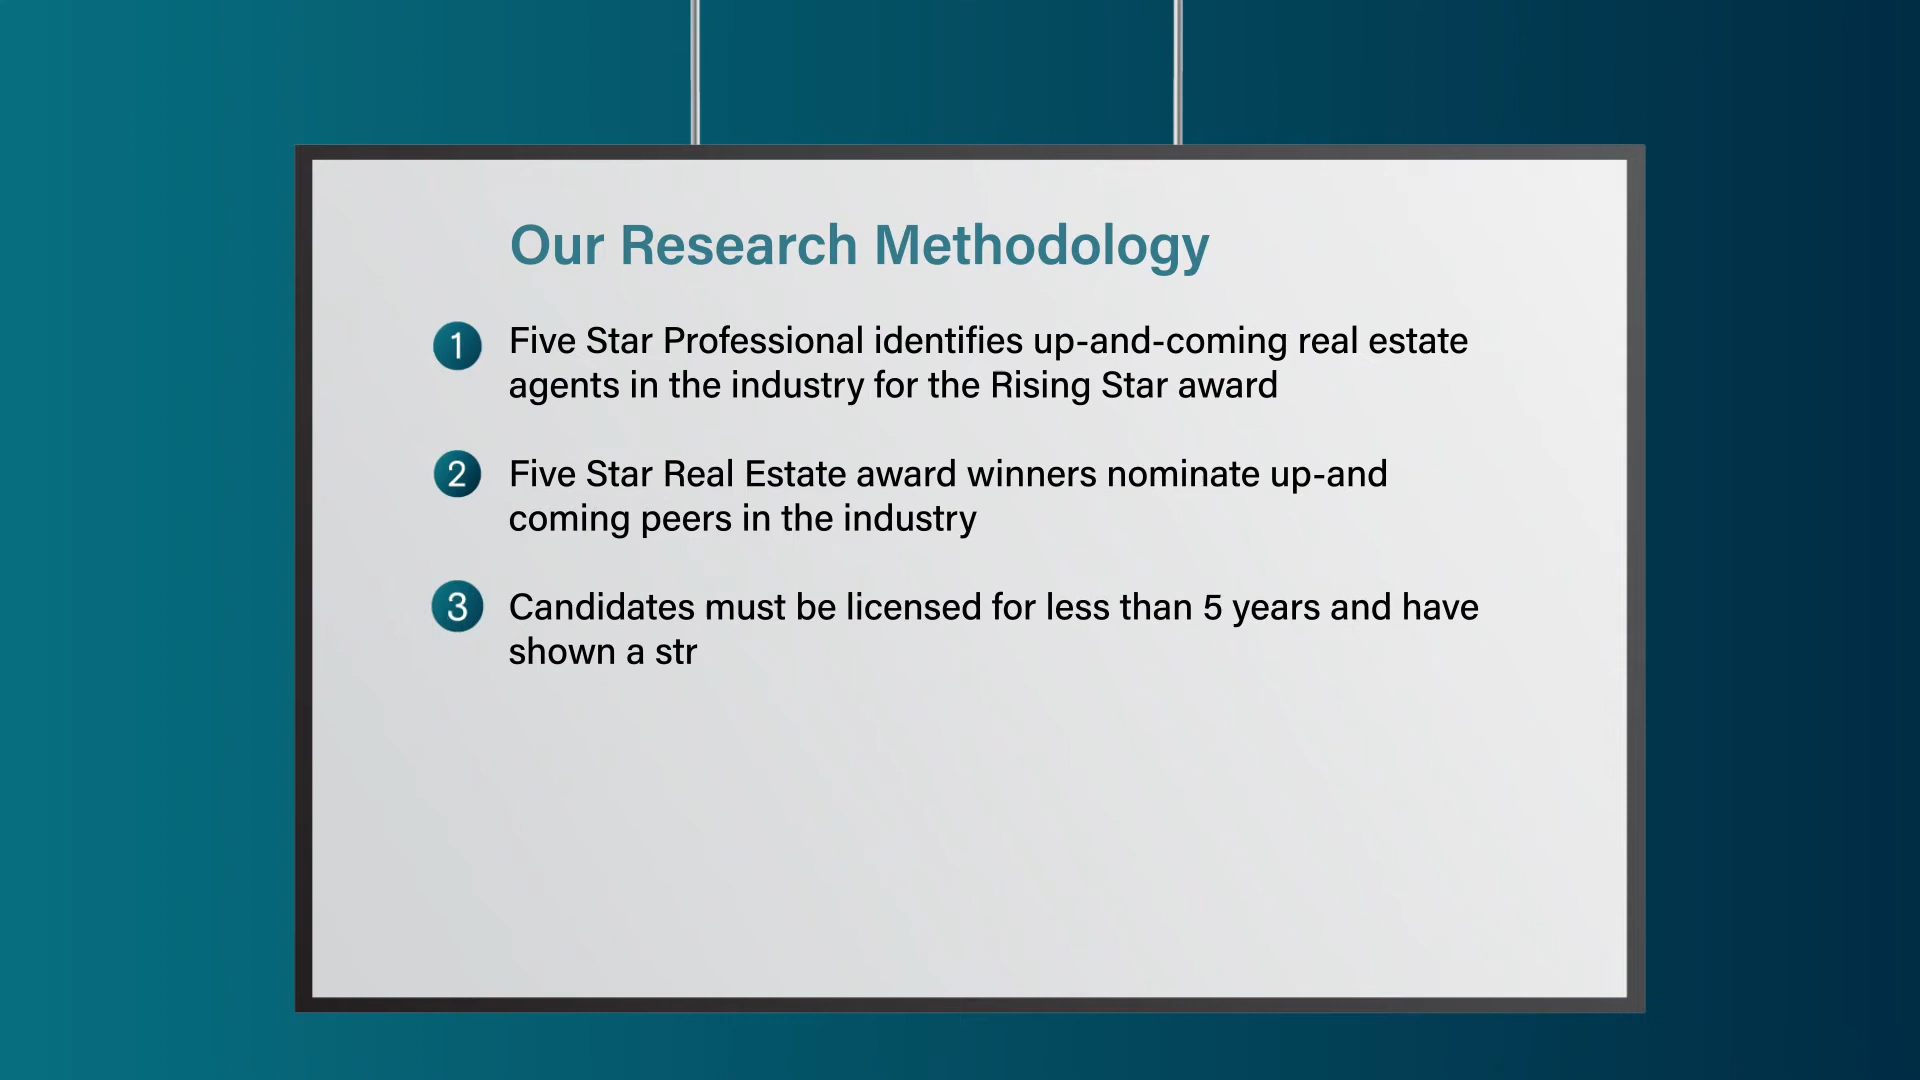 Our Research Methodology
1 Five Star Professional identifies up-and-coming real estate
agents in the industry for the Rising Star award
2 Five Star Real Estate award winners nominate up-and
coming peers in the industry
3 Candidates must be licensed for less than 5 years and have
shown a str